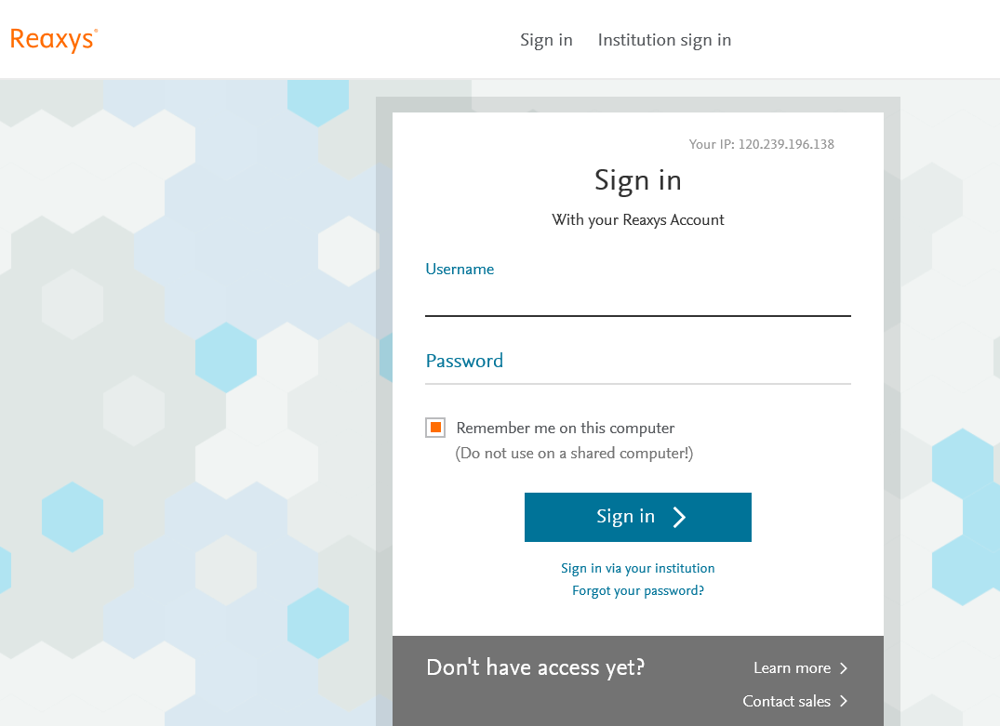 Reaxys®
Sign in
Institution sign in
Your IP: 120.239.196.138
Sign in
With your Reaxys Account
Username
Password
Remember me on this computer
(Do not use on a shared computer!)
Sign in
Sign in via your institution
Forgot your password?
Don't have access yet?
Learn more
Contact sales